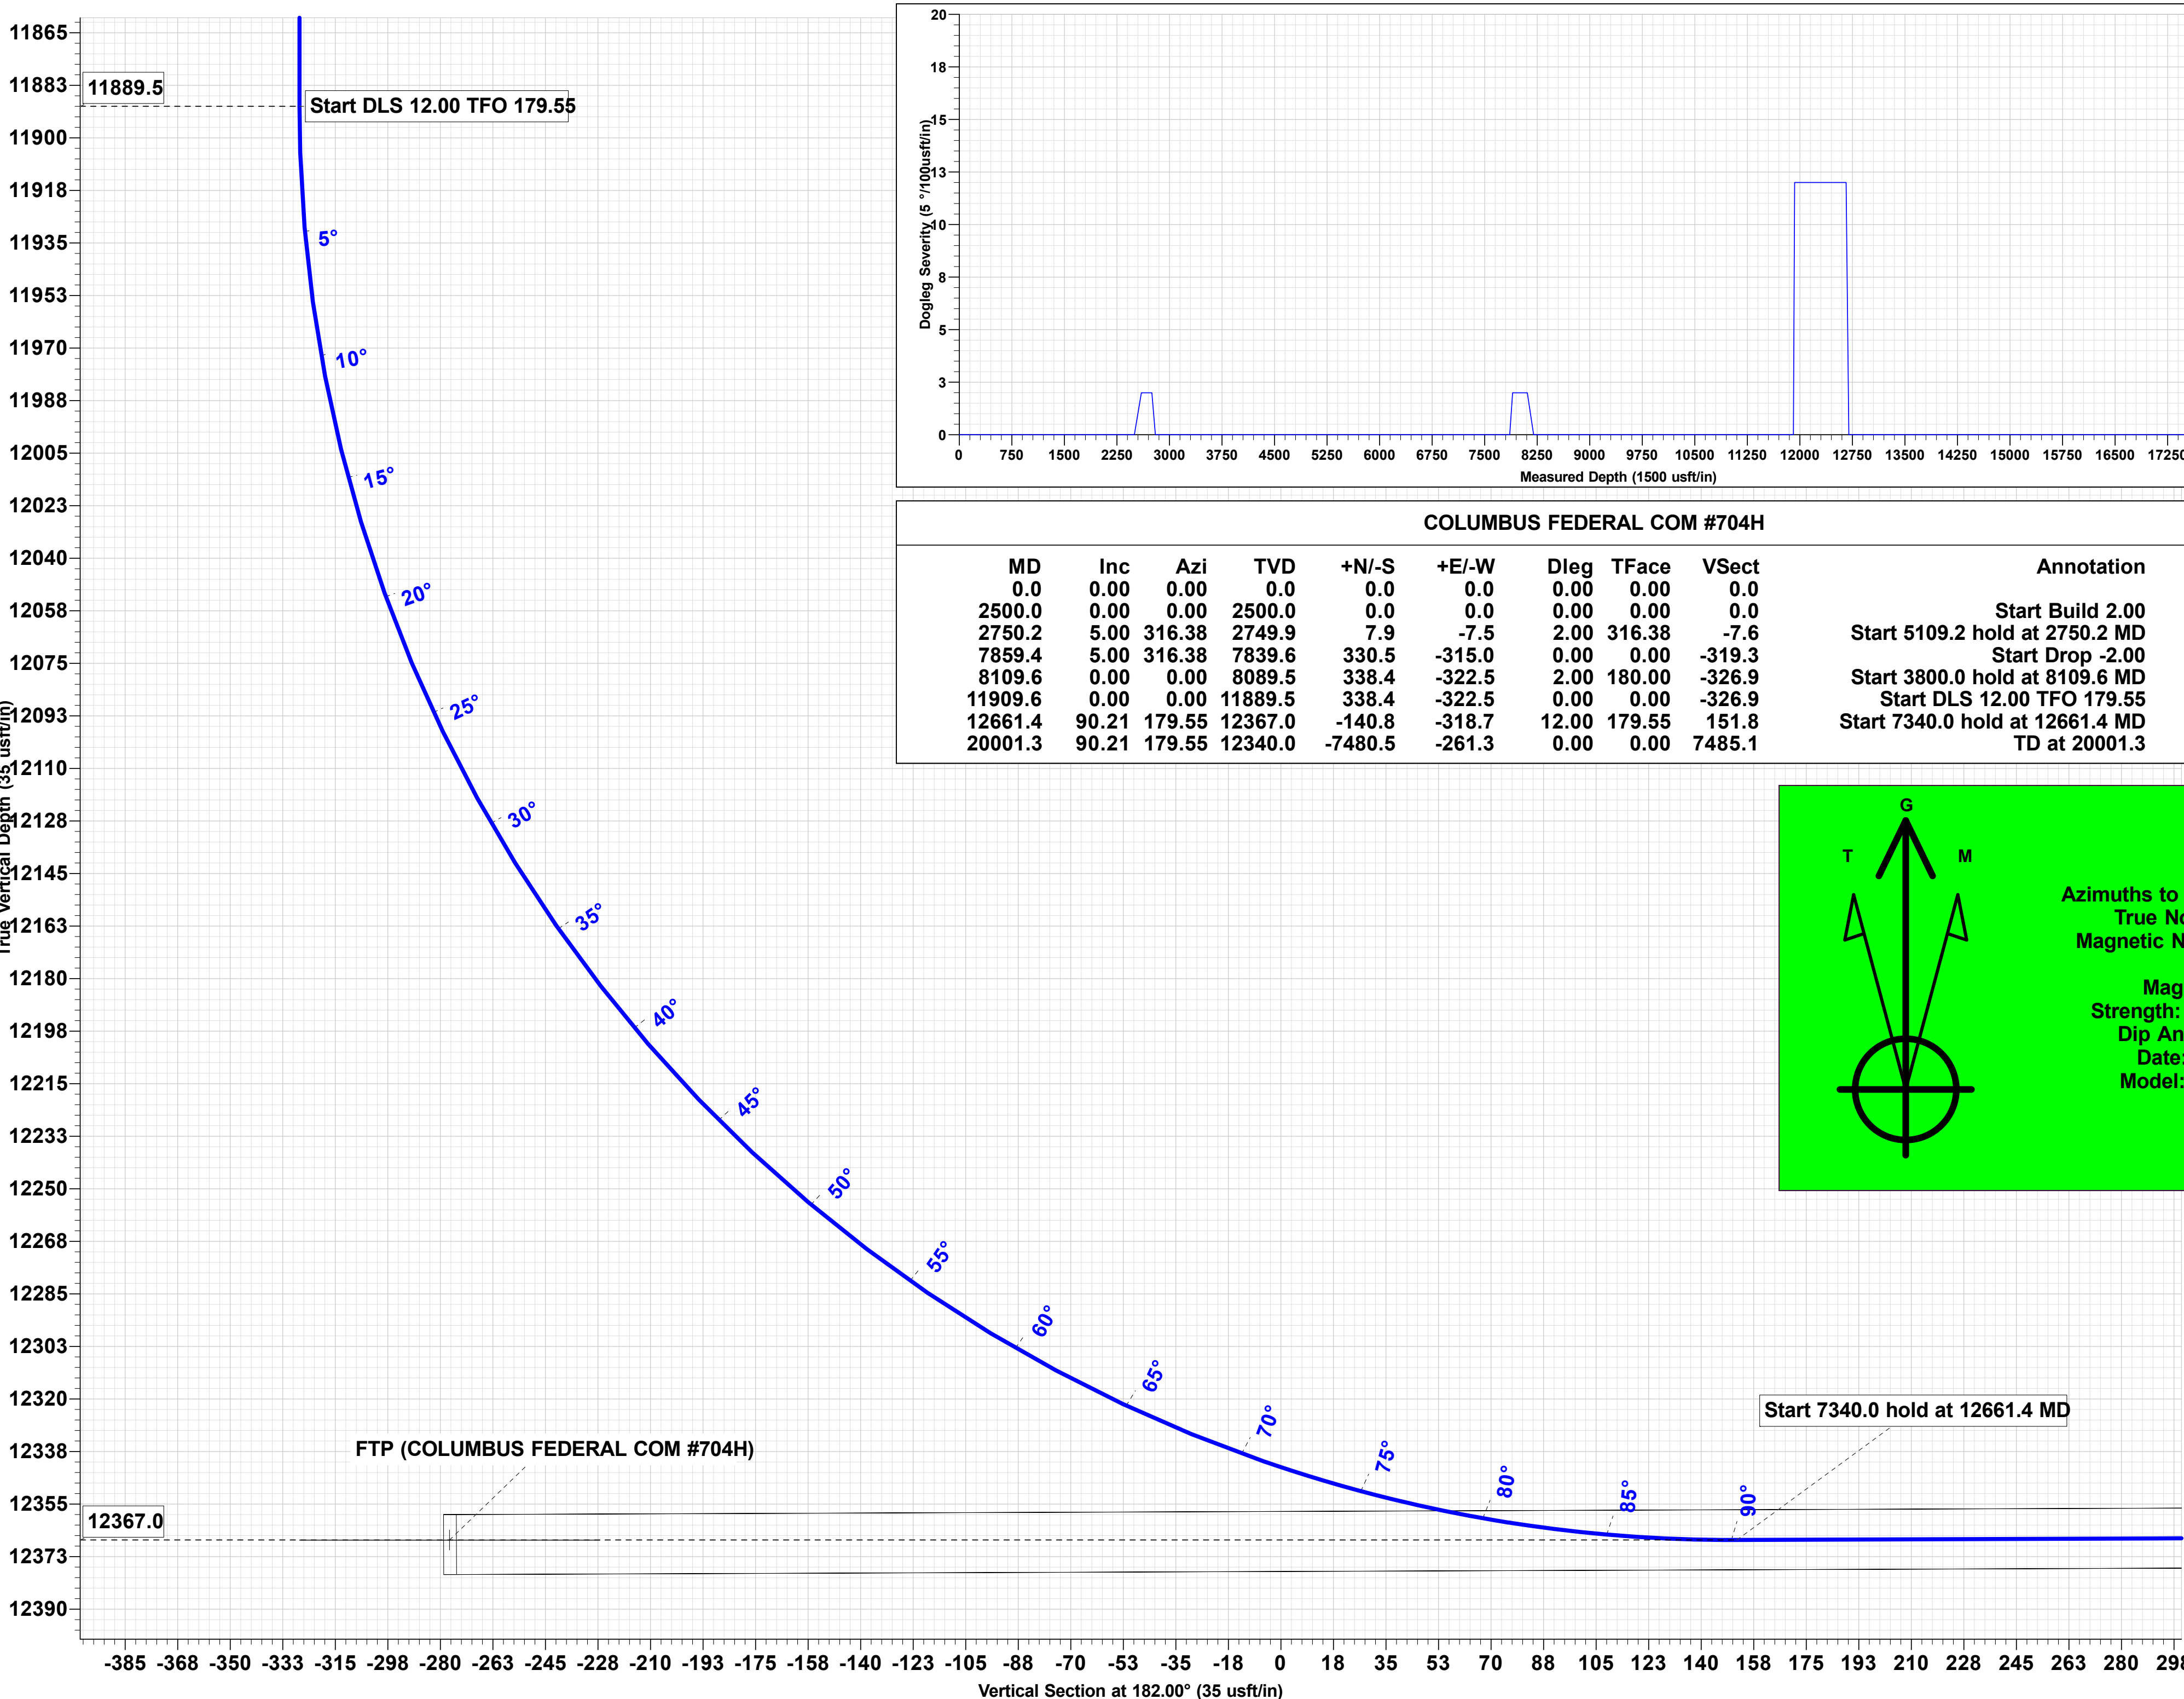 11865
11883
11900
11918
11935
11953
11970
11988
12005
12023
12040
12058
12075
12093
12110
12128
12145
12163
12180
12198
12215
12233
12250
12268
12285
12303
12320
12338
12355
12373
12390
True Vertical Depth (35 usft/in)
11889.5
Start DLS 12.00 TFO 179.55
5°
10°
15°
20°
25°
30°
35°
40°
45°
50°
55°
60°
65°
70°
75°
80°
85°
90°
Start 7340.0 hold at 12661.4 MD
FTP (COLUMBUS FEDERAL COM #704H)
12367.0
-385 -368 -350 -333 -315 -298 -280 -263 -245 -228 -210 -193 -175 -158 -140 -123 -105 -88 -70 -53 -35 -18 0 18 35 53 70 88 105 123 140 158 175 193 210 228 245 263 280 298
Vertical Section at 182.00° (35 usft/in)
20
18
15
13
10
8
5
3
0
Dogleg Severity (5 °/100usft/in)
0 750 1500 2250 3000 3750 4500 5250 6000 6750 7500 8250 9000 9750 10500 11250 12000 12750 13500 14250 15000 15750 16500 17250
Measured Depth (1500 usft/in)
COLUMBUS FEDERAL COM #704H
MD Inc Azi TVD +N/-S +E/-W Dleg TFace VSect Annotation
0.0 0.00 0.00 0.0 0.0 0.0 0.00 0.00 0.0
2500.0 0.00 0.00 2500.0 0.0 0.0 0.00 0.00 0.0 Start Build 2.00
2750.2 5.00 316.38 2749.9 7.9 -7.5 2.00 316.38 -7.6 Start 5109.2 hold at 2750.2 MD
7859.4 5.00 316.38 7839.6 330.5 -315.0 0.00 0.00 -319.3 Start Drop -2.00
8109.6 0.00 0.00 8089.5 338.4 -322.5 2.00 180.00 -326.9 Start 3800.0 hold at 8109.6 MD
11909.6 0.00 0.00 11889.5 338.4 -322.5 0.00 0.00 -326.9 Start DLS 12.00 TFO 179.55
12661.4 90.21 179.55 12367.0 -140.8 -318.7 12.00 179.55 151.8 Start 7340.0 hold at 12661.4 MD
20001.3 90.21 179.55 12340.0 -7480.5 -261.3 0.00 0.00 7485.1 TD at 20001.3
G
T M
Azimuths to
True No
Magnetic N
Mag
Strength:
Dip An
Date:
Model: